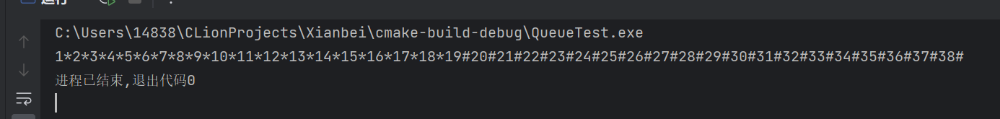 运行
C:\Users\14838\CLionProjects\Xianbei\cmake-build-debug\QueueTest.exe
1*2*3*4*5*6*7*8*9*10*11*12*13*14*15*16*17*18*19#20#21#22#23#24#25#26#27#28#29#30#31#32#33#34#35#36#37#38#
进程已结束,退出代码0